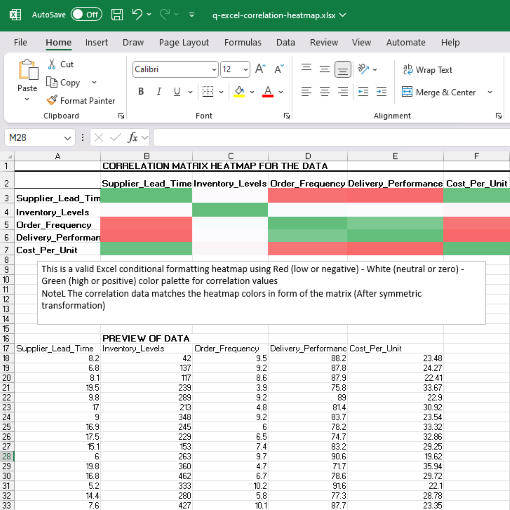 AutoSave Off q-excel-correlation-heatmap.xlsx
File Home Insert Draw Page Layout Formulas Data Review View Automate Help
Paste Cut Copy Format Painter
Clipboard
Calibri 12 A A
B I U A
Font
Wrap Text
Merge & Center
Alignment
M28 fx
A B C D E F
1 CORRELATION MATRIX HEATMAP FOR THE DATA
2 Supplier_Lead_Time Inventory_Levels Order_Frequency Delivery_Performance Cost_Per_Unit
3 Supplier_Lead_Tim
4 Inventory_Levels
5 Order_Frequency
6 Delivery_Performan
7 Cost_Per_Unit
8
9 This is a valid Excel conditional formatting heatmap using Red (low or negative) - White (neutral or zero) -
10 Green (high or positive) color palette for correlation values
11 NoteL The correlation data matches the heatmap colors in form of the matrix (After symmetric
12 transformation)
13
14
15
16 PREVIEW OF DATA
17 Supplier_Lead_Time Inventory_Levels Order_Frequency Delivery_Performanc Cost_Per_Unit
18 8.2 42 9.5 88.2 23.48
19 6.8 137 9.2 87.8 24.27
20 8.1 117 8.6 87.9 22.41
21 19.5 239 3.9 75.8 33.67
22 9.8 289 9.2 89 22.9
23 17 213 4.8 81.4 30.92
24 9 348 9.2 83.7 23.54
25 16.9 245 6 78.2 33.32
26 17.5 229 6.5 74.7 32.86
27 15.1 153 7.4 83.2 29.25
28 6 263 9.7 90.6 19.62
29 19.8 360 4.7 71.7 35.94
30 16.8 462 6.7 78.6 29.72
31 5.2 333 10.2 91.6 22.1
32 14.4 280 5.8 77.3 28.78
33 7.6 427 10.1 87.7 23.35